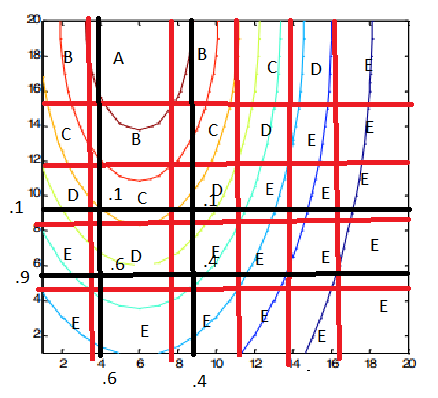 20
18
16
14
12
10
8
6
4
2
2 4 6 8 10 12 14 16 18 20
B A B C D E
C B C D E E
D .1 C D .1 E E E
.1
E .6 D E .4 E E E
.9
E E E E E E
.6 .4